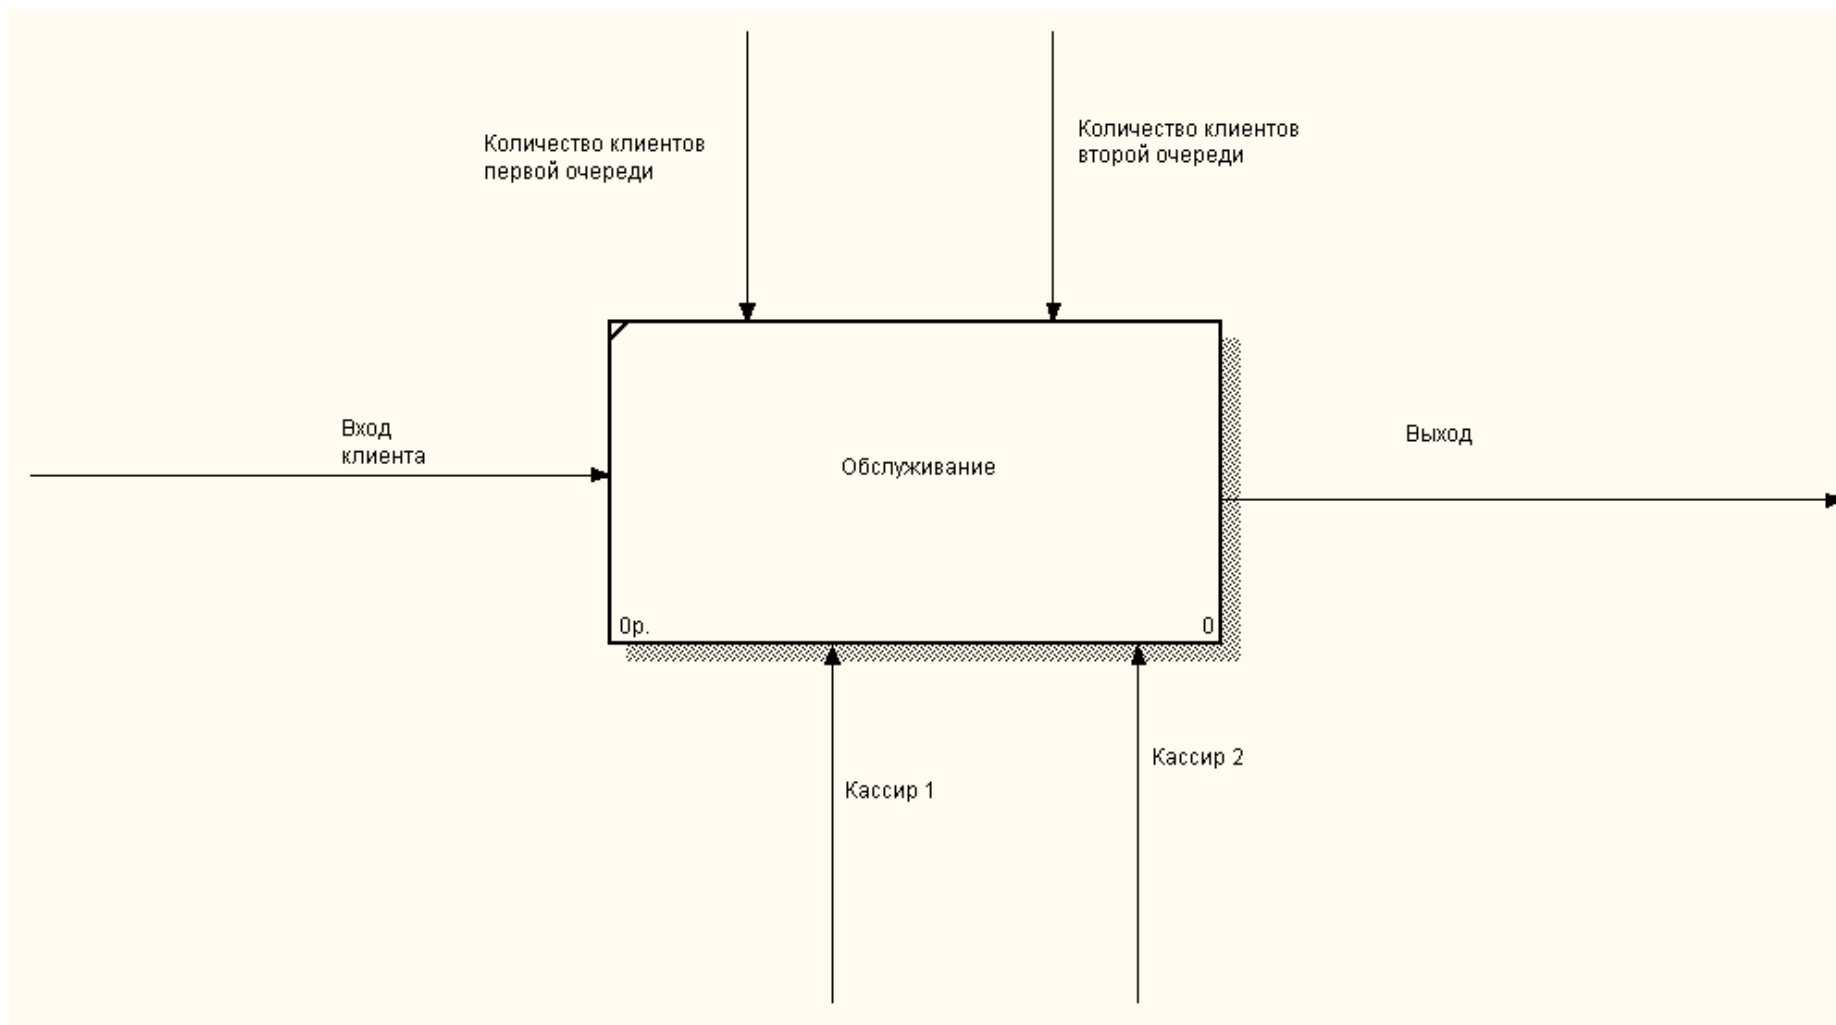 Количество клиентов
первой очереди
Количество клиентов
второй очереди
Вход
клиента
Обслуживание
Выход
0р.
0
Кассир 1
Кассир 2